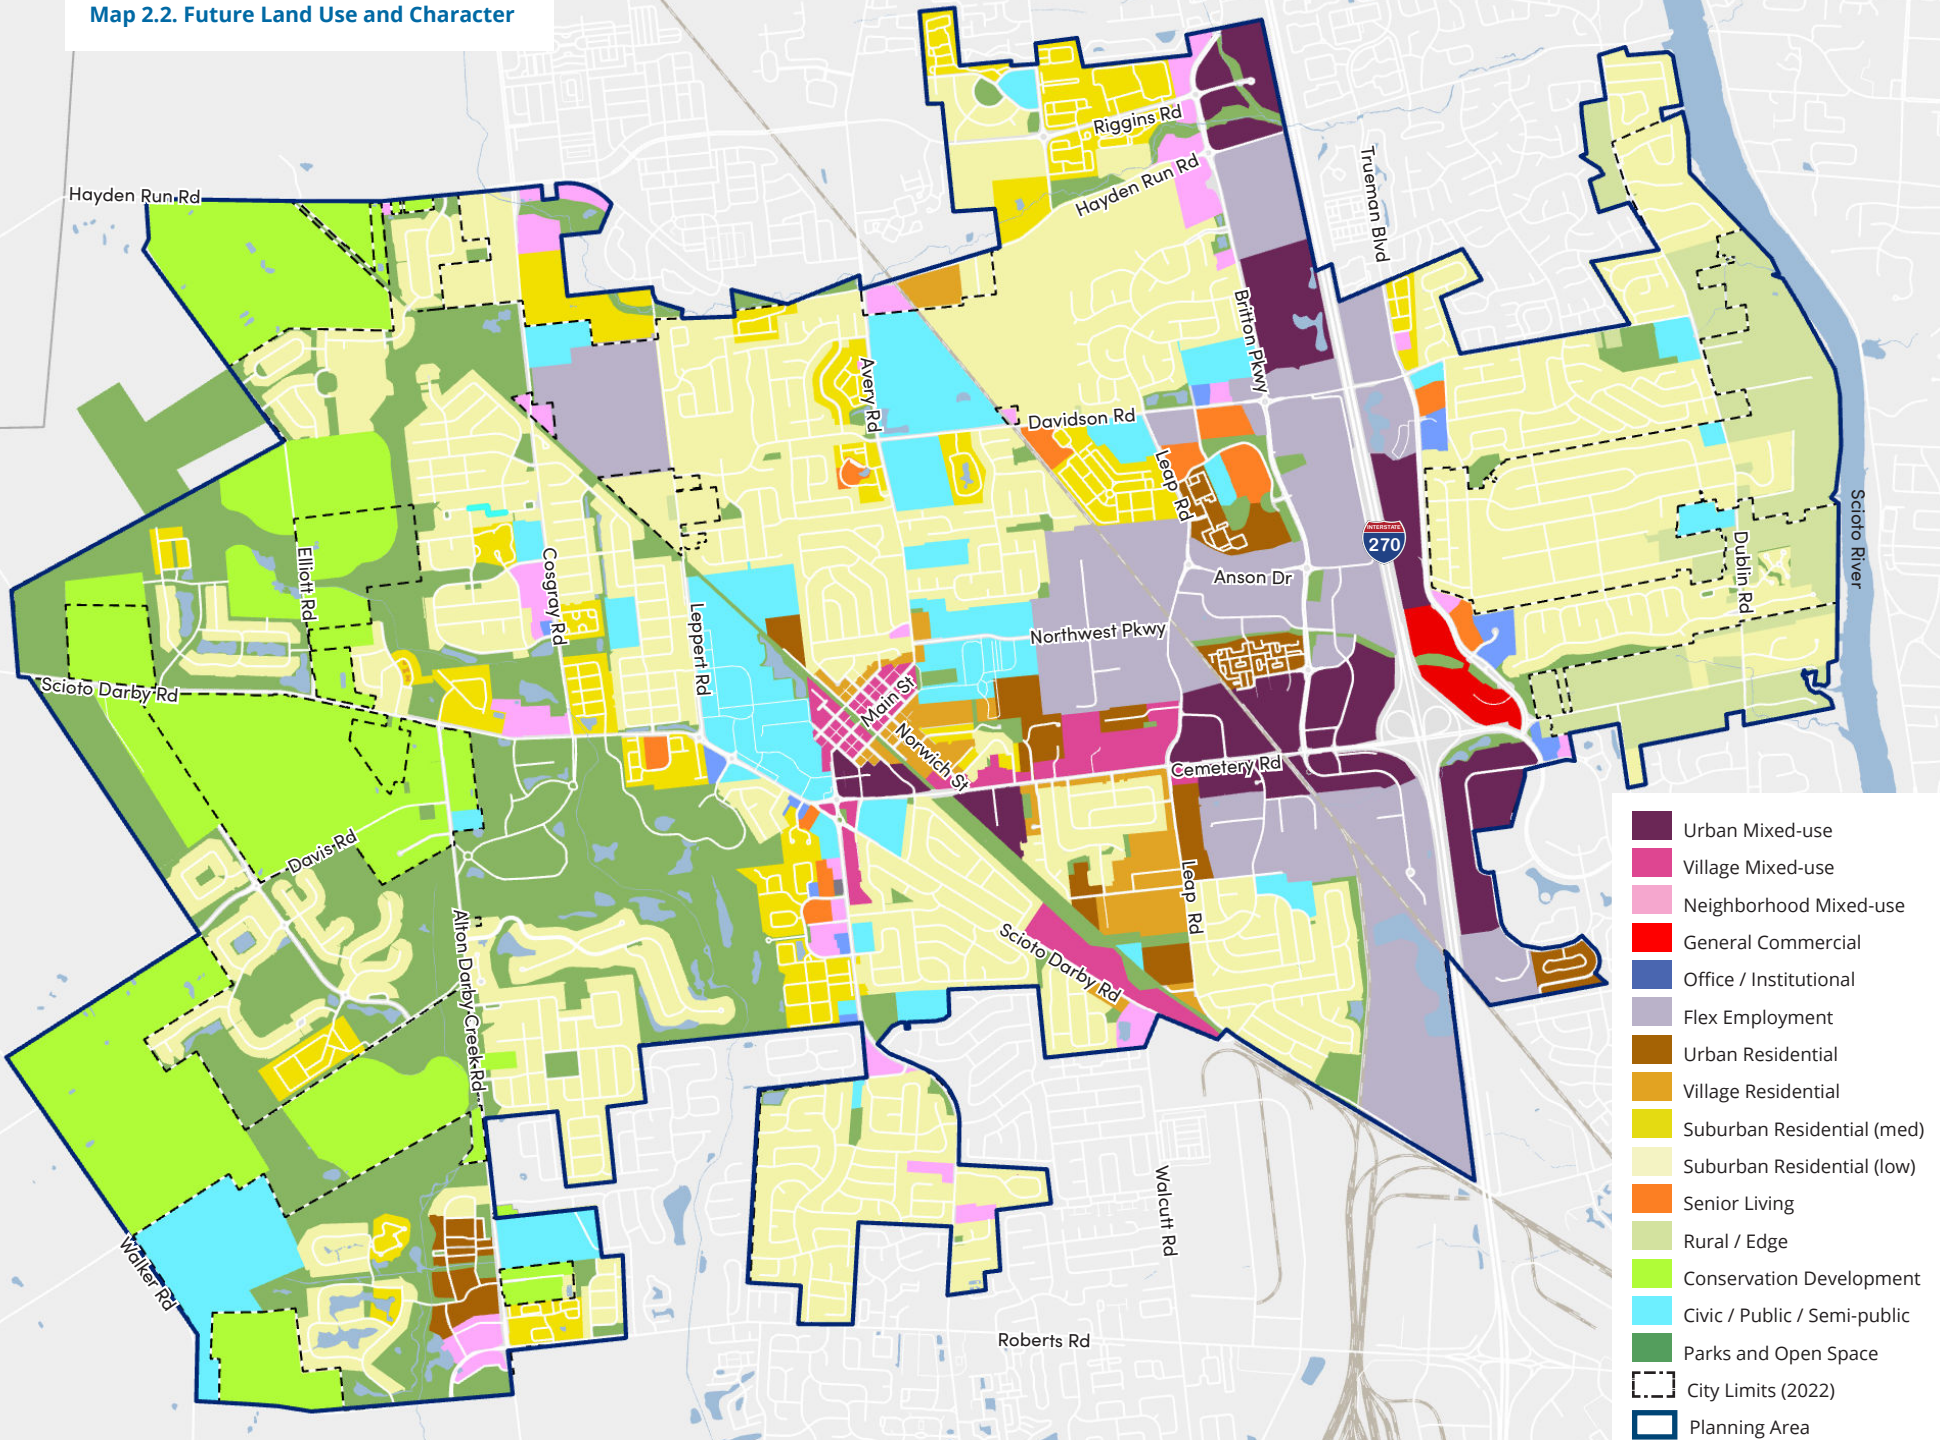 Map 2.2. Future Land Use and Character
Hayden Run Rd
Riggins Rd
Hayden Run Rd
Trueman Blvd
Britton Pkwy
Avery Rd
Davidson Rd
Leap Rd
INTERSTATE
270
Scioto River
Elliott Rd
Cosgray Rd
Anson Dr
Dublin Rd
Leppert Rd
Northwest Pkwy
Scioto Darby Rd
Main St
Norwich St
Cemetery Rd
Davis Rd
Leap Rd
Alton Darby Creek Rd
Scioto Darby Rd
Walcutt Rd
Walker Rd
Roberts Rd
Urban Mixed-use
Village Mixed-use
Neighborhood Mixed-use
General Commercial
Office / Institutional
Flex Employment
Urban Residential
Village Residential
Suburban Residential (med)
Suburban Residential (low)
Senior Living
Rural / Edge
Conservation Development
Civic / Public / Semi-public
Parks and Open Space
City Limits (2022)
Planning Area